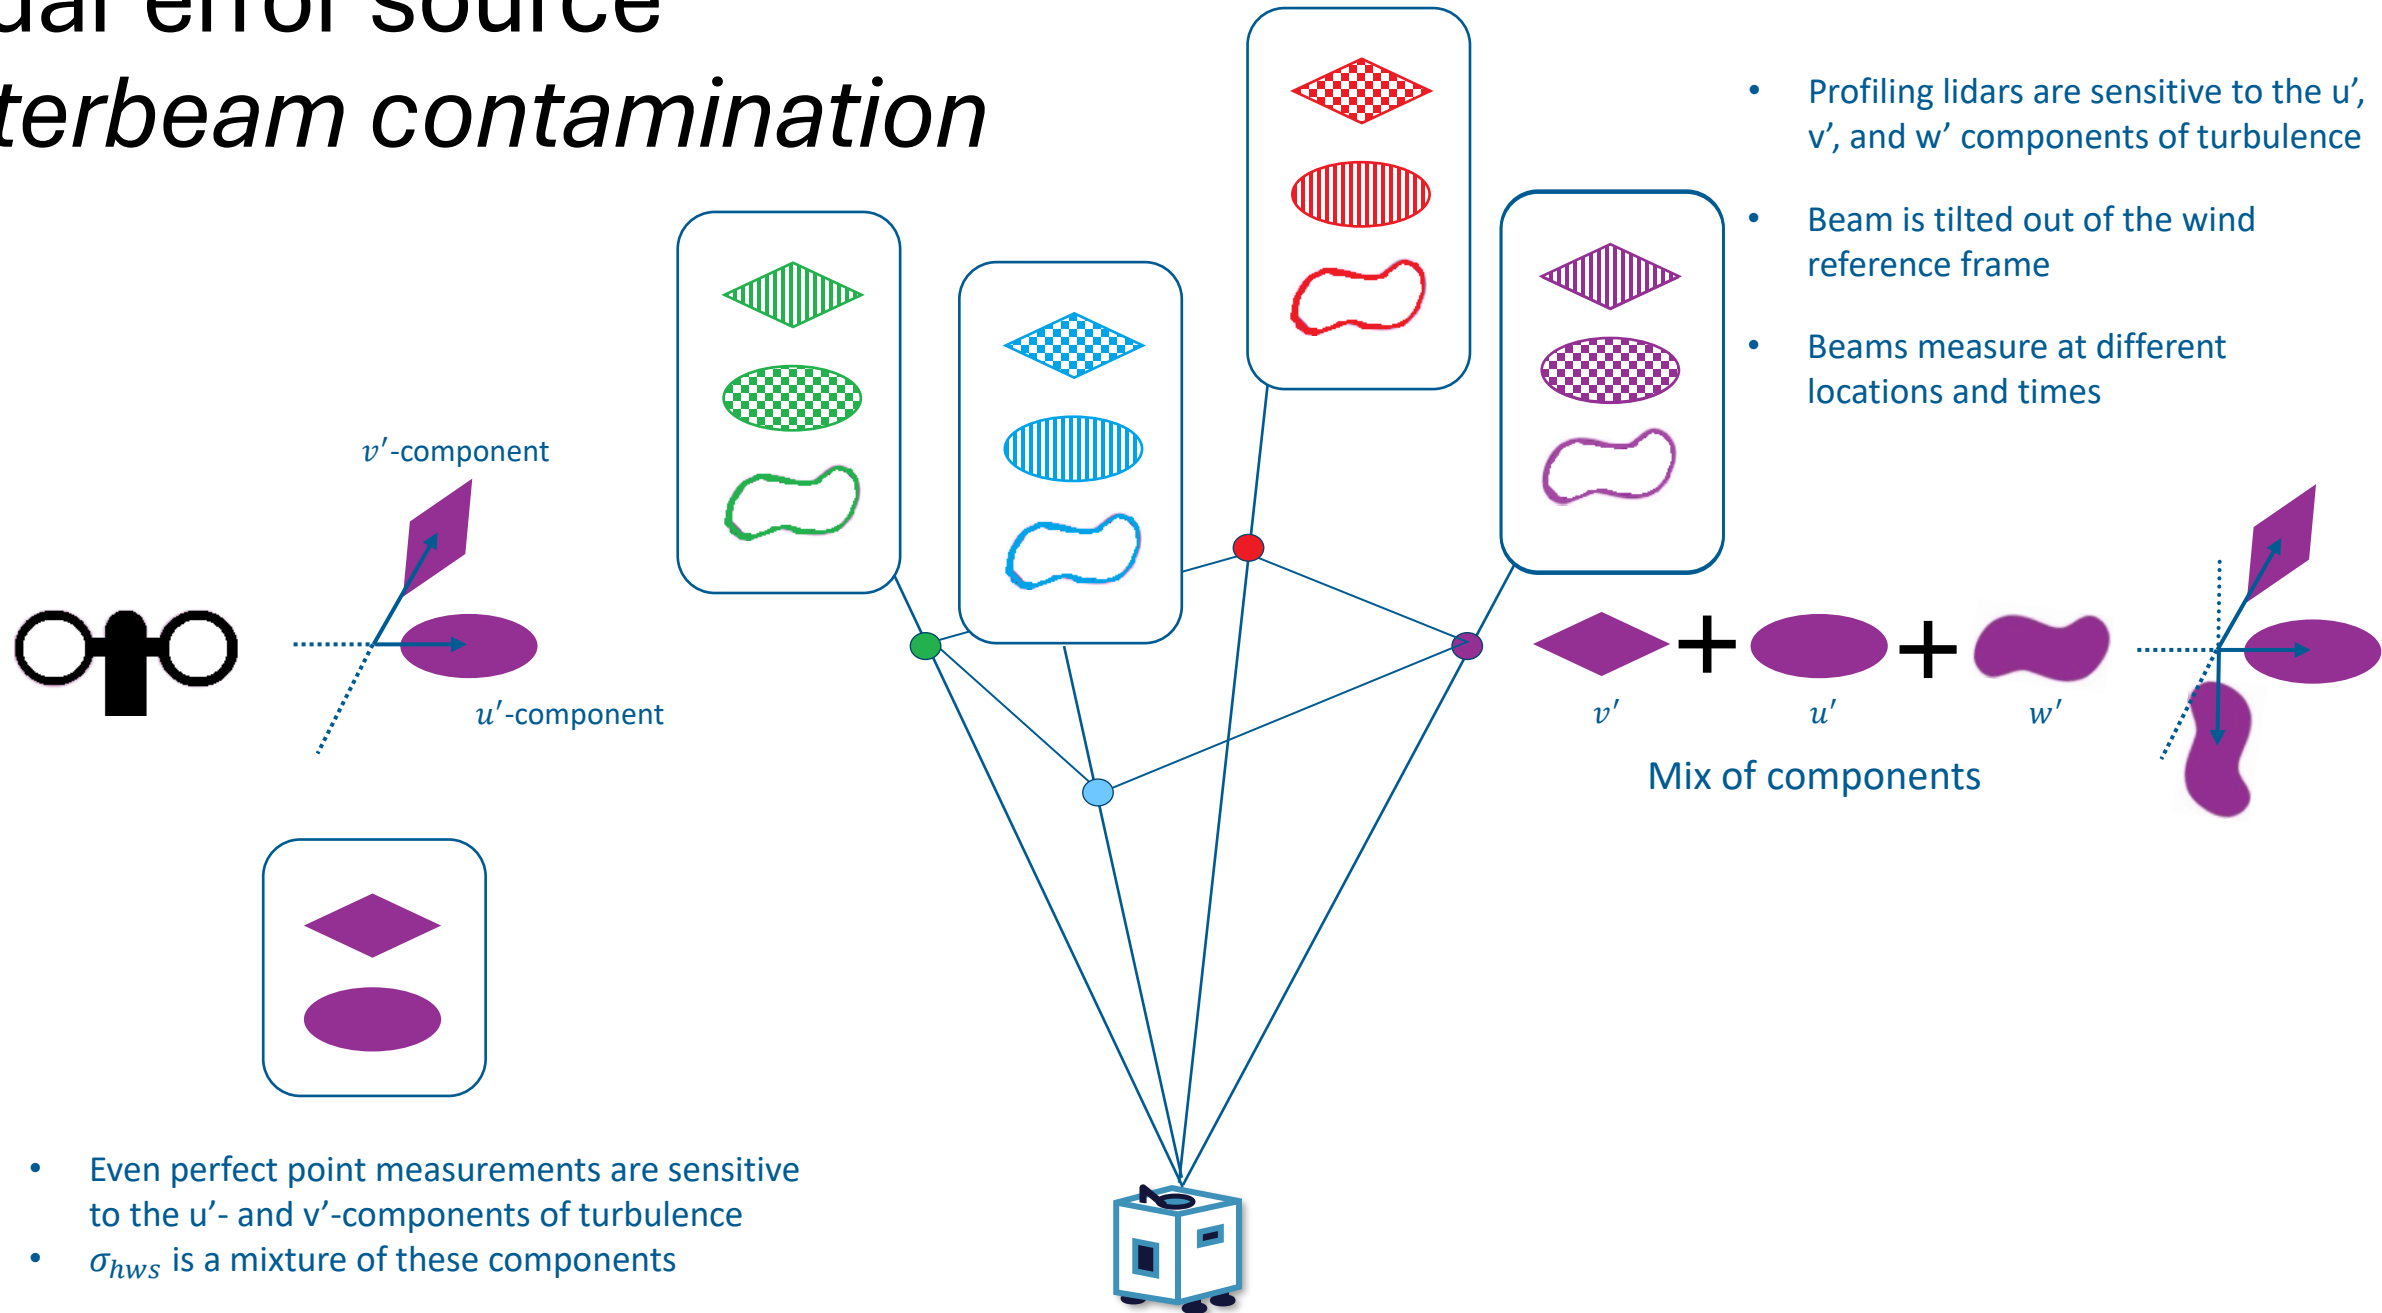 error source
contamination
• Profiling lidars are sensitive to the u’,
v’, and w’ components of turbulence
• Beam is tilted out of the wind
reference frame
• Beams measure at different
locations and times
v′-component
u′-component
+ +
v′ u′ w′
Mix of components
• Even perfect point measurements are sensitive
to the u’- and v’-components of turbulence
• σhws is a mixture of these components